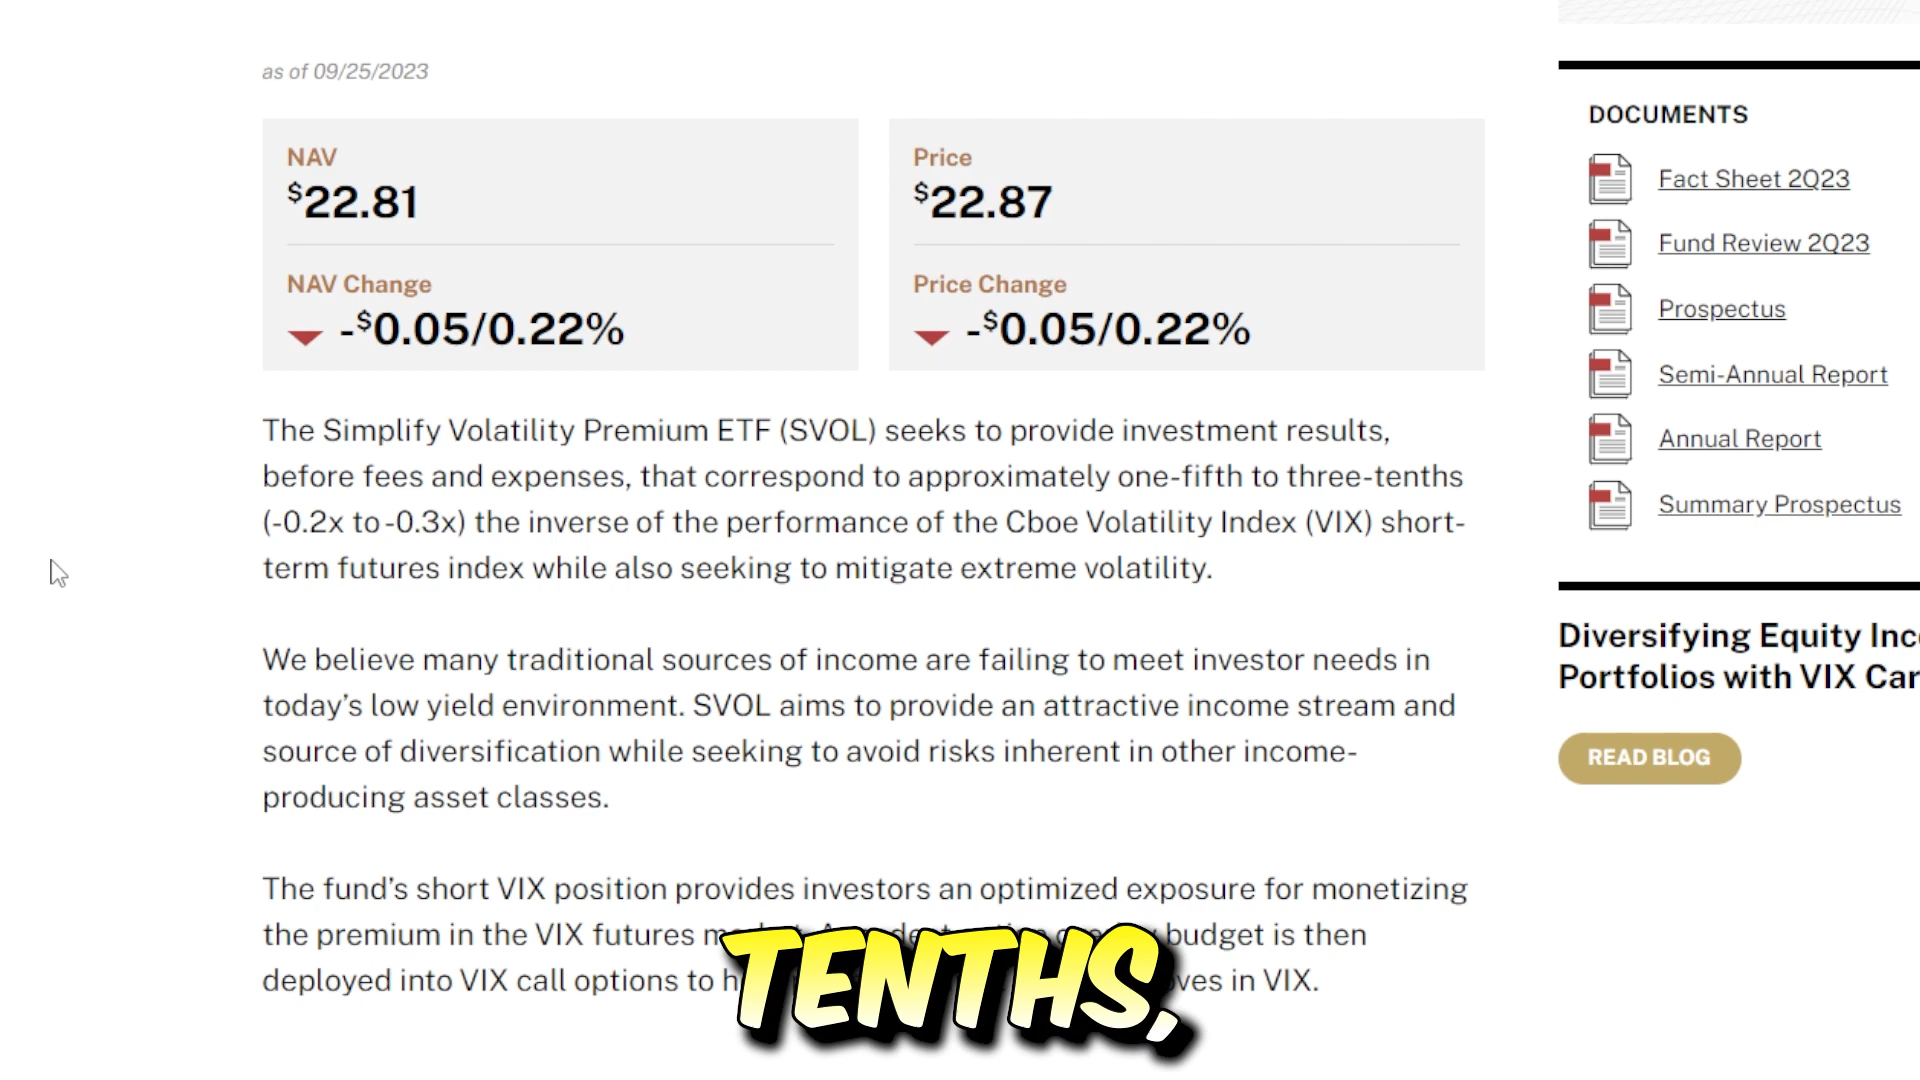 as of 09/25/2023
NAV
$22.81
NAV Change
-$0.05/0.22%
Price
$22.87
Price Change
-$0.05/0.22%
The Simplify Volatility Premium ETF (SVOL) seeks to provide investment results,
before fees and expenses, that correspond to approximately one-fifth to three-tenths
(-0.2x to -0.3x) the inverse of the performance of the Cboe Volatility Index (VIX) short-
term futures index while also seeking to mitigate extreme volatility.
We believe many traditional sources of income are failing to meet investor needs in
today's low yield environment. SVOL aims to provide an attractive income stream and
source of diversification while seeking to avoid risks inherent in other income-
producing asset classes.
The fund's short VIX position provides investors an optimized exposure for monetizing
the premium in the VIX futures budget is then
deployed into VIX call options to in VIX.
TENTHS,
DOCUMENTS
Fact Sheet 2Q23
Fund Review 2Q23
Prospectus
Semi-Annual Report
Annual Report
Summary Prospectus
Diversifying Equity
Portfolios with VIX
READ BLOG